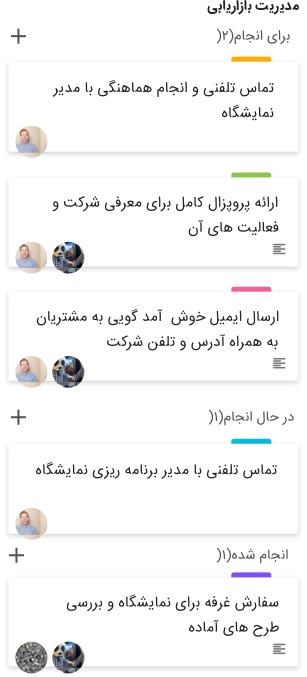 مدیریت بازاریابی
برای انجام(۲(
تماس تلفنی و انجام هماهنگی با مدیر
نمایشگاه
ارائه پروپزال کامل برای معرفی شرکت و
فعالیت های آن
ارسال ایمیل خوش آمد گویی به مشتریان
به همراه آدرس و تلفن شرکت
در حال انجام(۱(
تماس تلفنی با مدیر برنامه ریزی نمایشگاه
انجام شده(۱(
سفارش غرفه برای نمایشگاه و بررسی
طرح های آماده